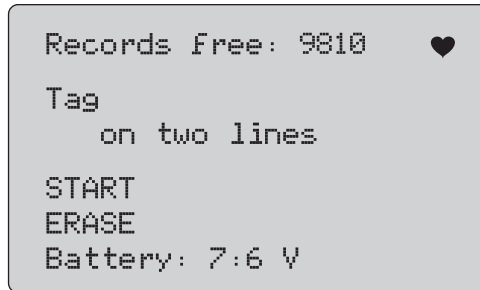 Records free: 9810
Tag
on two lines
START
ERASE
Battery: 7:6 V